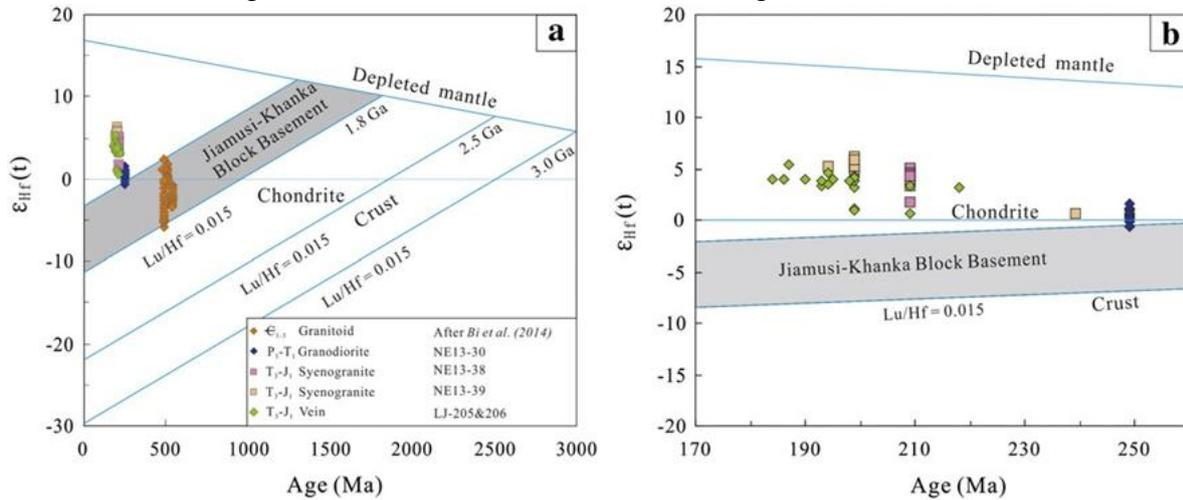 a
20
10
0
-10
-20
-30
εHf(t)
0 500 1000 1500 2000 2500 3000
Age (Ma)
Depleted mantle
Jiamusi-Khanka
Block Basement
1.8 Ga
2.5 Ga
3.0 Ga
Chondrite
Crust
Lu/Hf = 0.015
Lu/Hf = 0.015
Lu/Hf = 0.015
Granitoid After Bi et al. (2014)
P₃-T₁ Granodiorite NE13-30
T₃-J₁ Syenogranite NE13-38
T₃-J₁ Syenogranite NE13-39
T₃-J₁ Vein LJ-205&206
b
20
15
10
5
0
-5
-10
-15
-20
εHf(t)
170 190 210 230 250
Age (Ma)
Depleted mantle
Chondrite
Jiamusi-Khanka Block Basement
Crust
Lu/Hf = 0.015